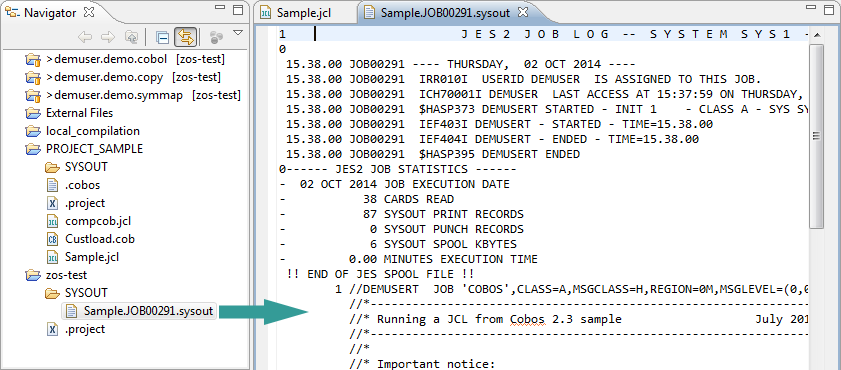 Navigator
> demuser.demo.cobol [zos-test]
> demuser.demo.copy [zos-test]
> demuser.demo.symmap [zos-test]
External Files
local_compilation
PROJECT_SAMPLE
SYSOUT
.cobos
.project
compcob.jcl
Custload.cob
Sample.jcl
zos-test
SYSOUT
Sample.JOB00291.sysout
.project
Sample.jcl
Sample.JOB00291.sysout
1 J E S 2 J O B L O G -- S Y S T E M S Y S 1 -
0
15.38.00 JOB00291 ---- THURSDAY, 02 OCT 2014 ----
15.38.00 JOB00291 IRR010I USERID DEMUSER IS ASSIGNED TO THIS JOB.
15.38.00 JOB00291 ICH70001I DEMUSER LAST ACCESS AT 15:37:59 ON THURSDAY,
15.38.00 JOB00291 $HASP373 DEMUSERT STARTED - INIT 1 - CLASS A - SYS SY
15.38.00 JOB00291 IEF403I DEMUSERT - STARTED - TIME=15.38.00
15.38.00 JOB00291 IEF404I DEMUSERT - ENDED - TIME=15.38.00
15.38.00 JOB00291 $HASP395 DEMUSERT ENDED
0------ JES2 JOB STATISTICS ------
- 02 OCT 2014 JOB EXECUTION DATE
- 38 CARDS READ
- 87 SYSOUT PRINT RECORDS
- 0 SYSOUT PUNCH RECORDS
- 6 SYSOUT SPOOL KBYTES
- 0.00 MINUTES EXECUTION TIME
!! END OF JES SPOOL FILE !!
1 //DEMUSERT JOB 'COBOS',CLASS=A,MSGCLASS=H,REGION=0M,MSGLEVEL=(0,0
//*----------------------------------------------------------
//* Running a JCL from Cobos 2.3 sample July 201
//*----------------------------------------------------------
//*
//* Important notice: